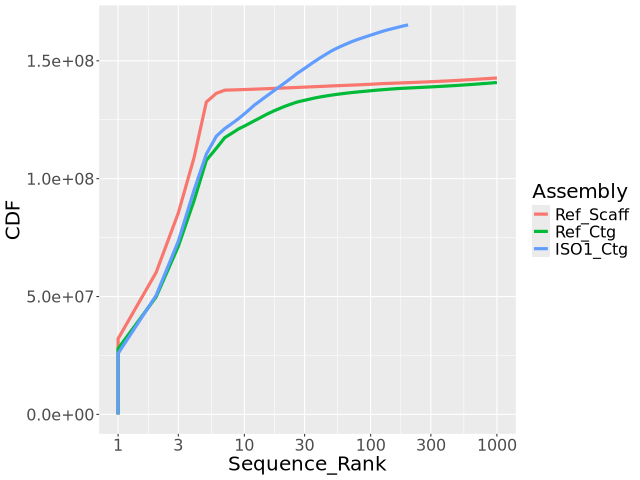 CDF
1.5e+08
1.0e+08
5.0e+07
0.0e+00
1 3 10 30 100 300 1000
Sequence_Rank
Assembly
Ref_Scaff
Ref_Ctg
ISO1_Ctg